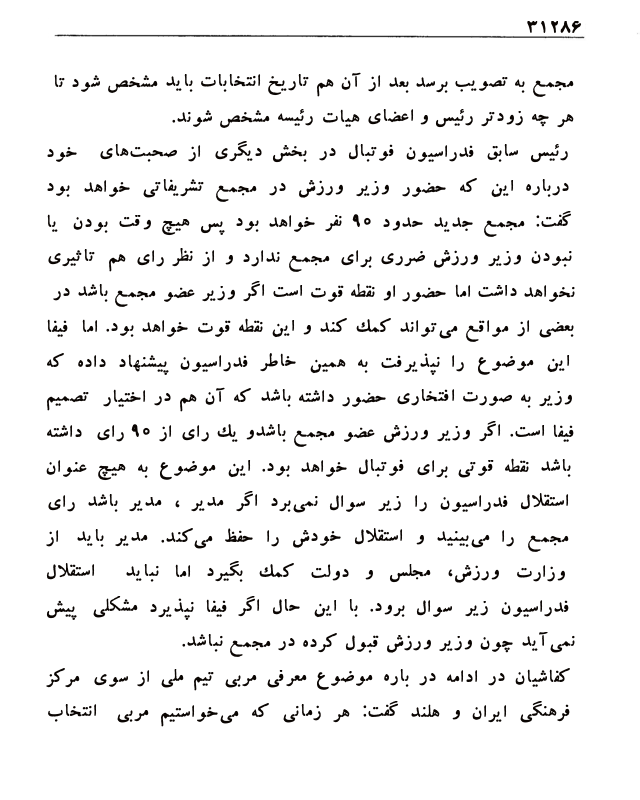 ۳۱۲۸۶
مجمع به تصویب برسد بعد از آن هم تاریخ انتخابات باید مشخص شود تا
هر چه زودتر رئیس و اعضای هیات رئیسه مشخص شوند.
رئیس سابق فدراسیون فوتبال در بخش دیگری از صحبت‌های خود
درباره این که حضور وزیر ورزش در مجمع تشریفاتی خواهد بود
گفت: مجمع جدید حدود ۹۰ نفر خواهد بود پس هیچ وقت بودن یا
نبودن وزیر ورزش ضرری برای مجمع ندارد و از نظر رای هم تاثیری
نخواهد داشت اما حضور او نقطه قوت است اگر وزیر عضو مجمع باشد در
بعضی از مواقع می‌تواند کمك کند و این نقطه قوت خواهد بود. اما فیفا
این موضوع را نپذیرفت به همین خاطر فدراسیون پیشنهاد داده که
وزیر به صورت افتخاری حضور داشته باشد که آن هم در اختیار تصمیم
فیفا است. اگر وزیر ورزش عضو مجمع باشدو یك رای از ۹۰ رای داشته
باشد نقطه قوتی برای فوتبال خواهد بود. این موضوع به هیچ عنوان
استقلال فدراسیون را زیر سوال نمی‌برد اگر مدیر ، مدیر باشد رای
مجمع را می‌بینید و استقلال خودش را حفظ می‌کند. مدیر باید از
وزارت ورزش، مجلس و دولت کمك بگیرد اما نباید استقلال
فدراسیون زیر سوال برود. با این حال اگر فیفا نپذیرد مشکلی پیش
نمی‌آید چون وزیر ورزش قبول کرده در مجمع نباشد.
کفاشیان در ادامه در باره موضوع معرفی مربی تیم ملی از سوی مرکز
فرهنگی ایران و هلند گفت: هر زمانی که می‌خواستیم مربی انتخاب